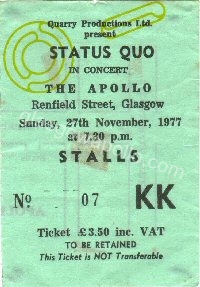 Quarry Productions Ltd.
present
STATUS QUO
IN CONCERT
THE APOLLO
Renfield Street, Glasgow
Sunday, 27th November, 1977
at 7.30 p.m.
STALLS
No 07 KK
Ticket £3.50 inc. VAT
TO BE RETAINED
This Ticket is NOT Transferable